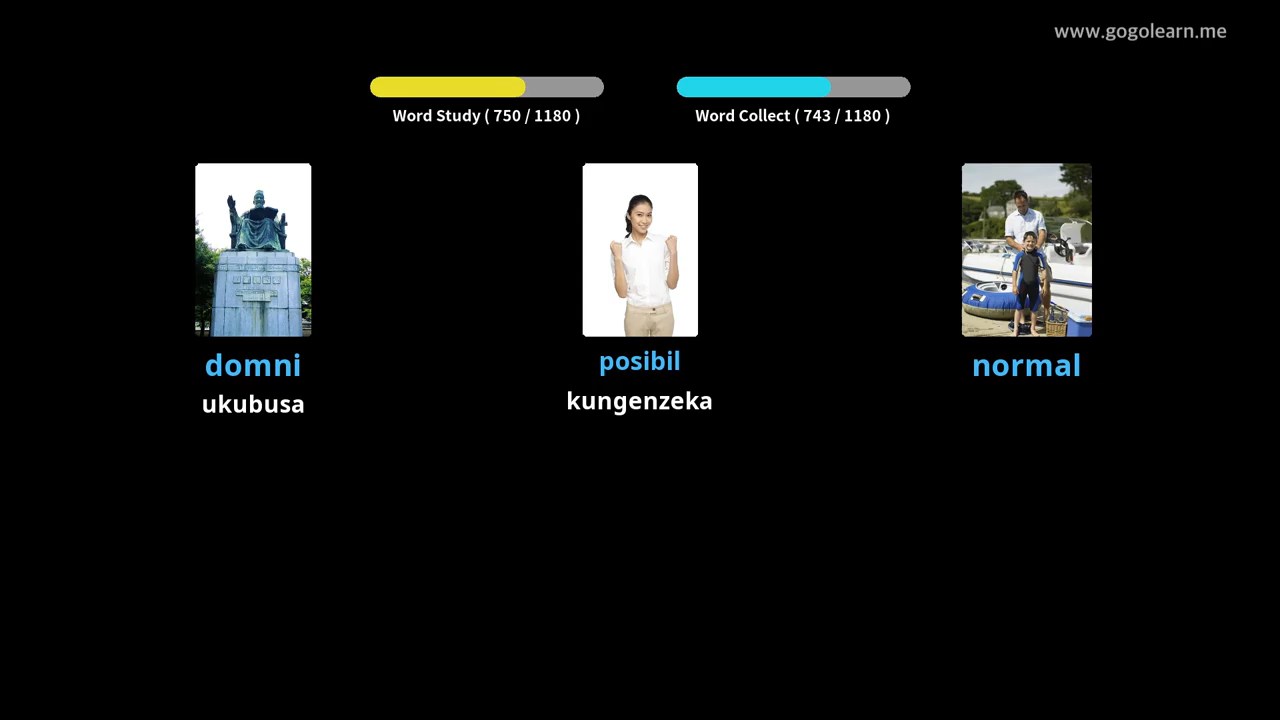 www.gogolearn.me
Word Study ( 750 / 1180 )
Word Collect ( 743 / 1180 )
domni
ukubusa
posibil
kungenzeka
normal